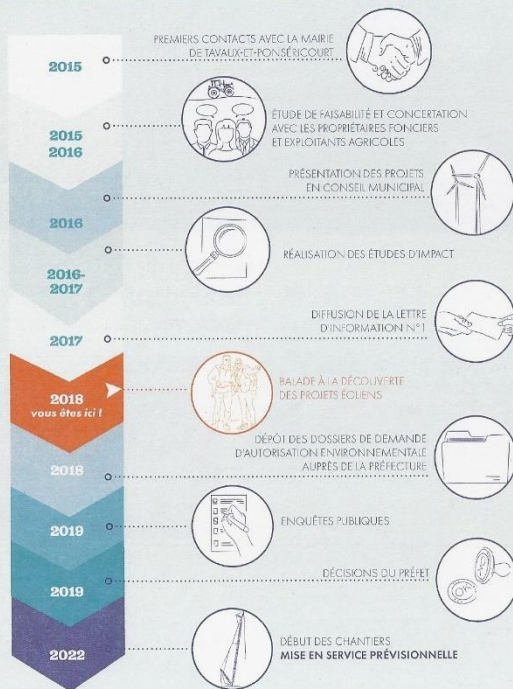 PREMIERS CONTACTS AVEC LA MAIRIE
DE TAVAUX-ET-PONSÉRICOURT
2015
ÉTUDE DE FAISABILITÉ ET CONCERTATION
AVEC LES PROPRIÉTAIRES FONCIERS
ET EXPLOITANTS AGRICOLES
2015
2016
PRÉSENTATION DES PROJETS
EN CONSEIL MUNICIPAL
2016
RÉALISATION DES ÉTUDES D'IMPACT
2016-
2017
DIFFUSION DE LA LETTRE
D'INFORMATION N°1
2017
BALADE À LA DÉCOUVERTE
DES PROJETS ÉOLIENS
2018
vous êtes ici !
DÉPÔT DES DOSSIERS DE DEMANDE
D'AUTORISATION ENVIRONNEMENTALE
AUPRÈS DE LA PRÉFECTURE
2018
ENQUÊTES PUBLIQUES
2019
DÉCISIONS DU PRÉFET
OK
2019
DÉBUT DES CHANTIERS
MISE EN SERVICE PRÉVISIONNELLE
2022